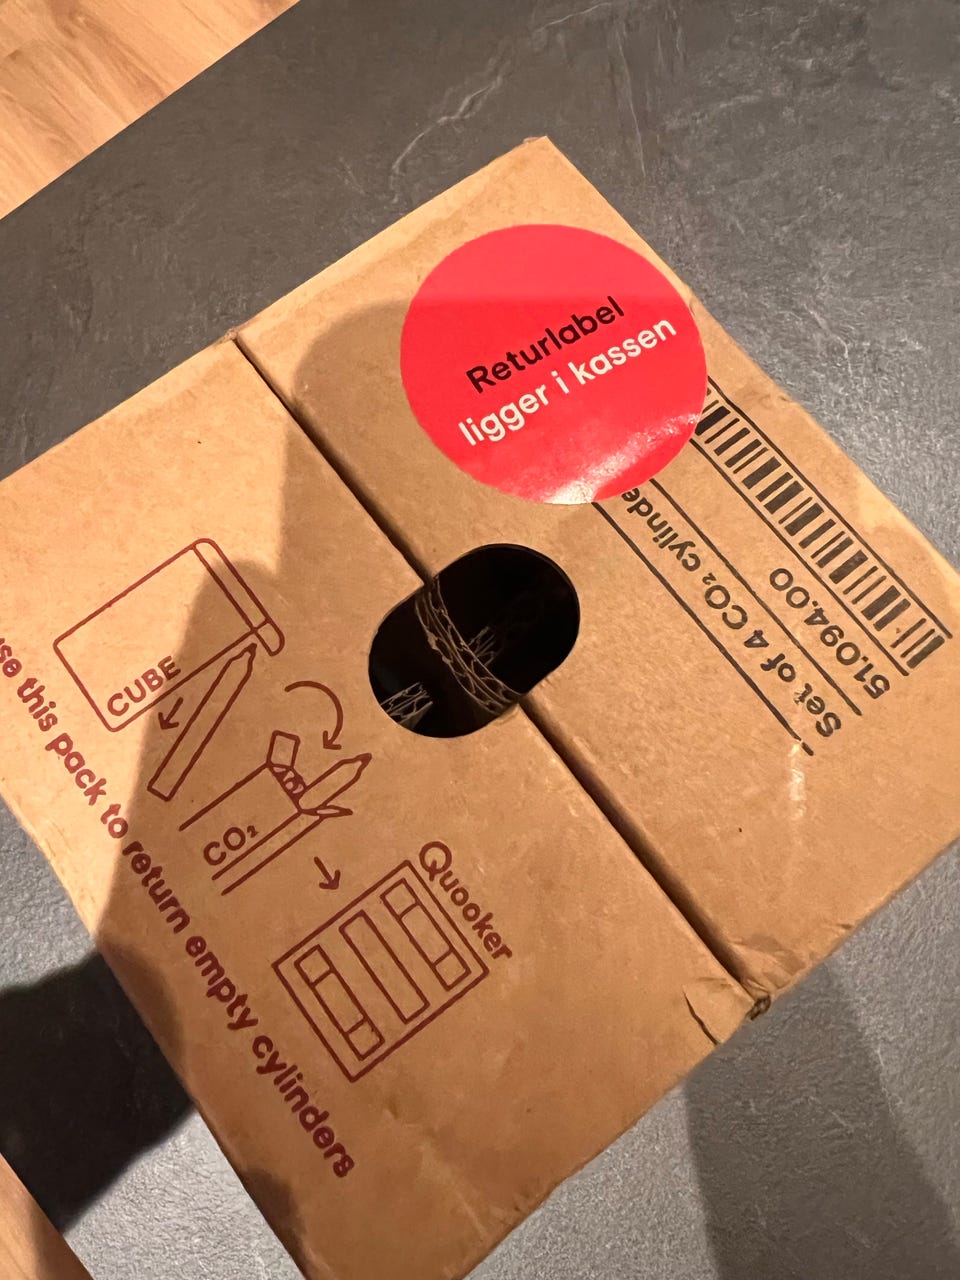 Returlabel
ligger i kassen
51.094.00
Set of 4 CO₂ cylinde
CUBE
CO₂
Quooker
se this pack to return empty cylinders